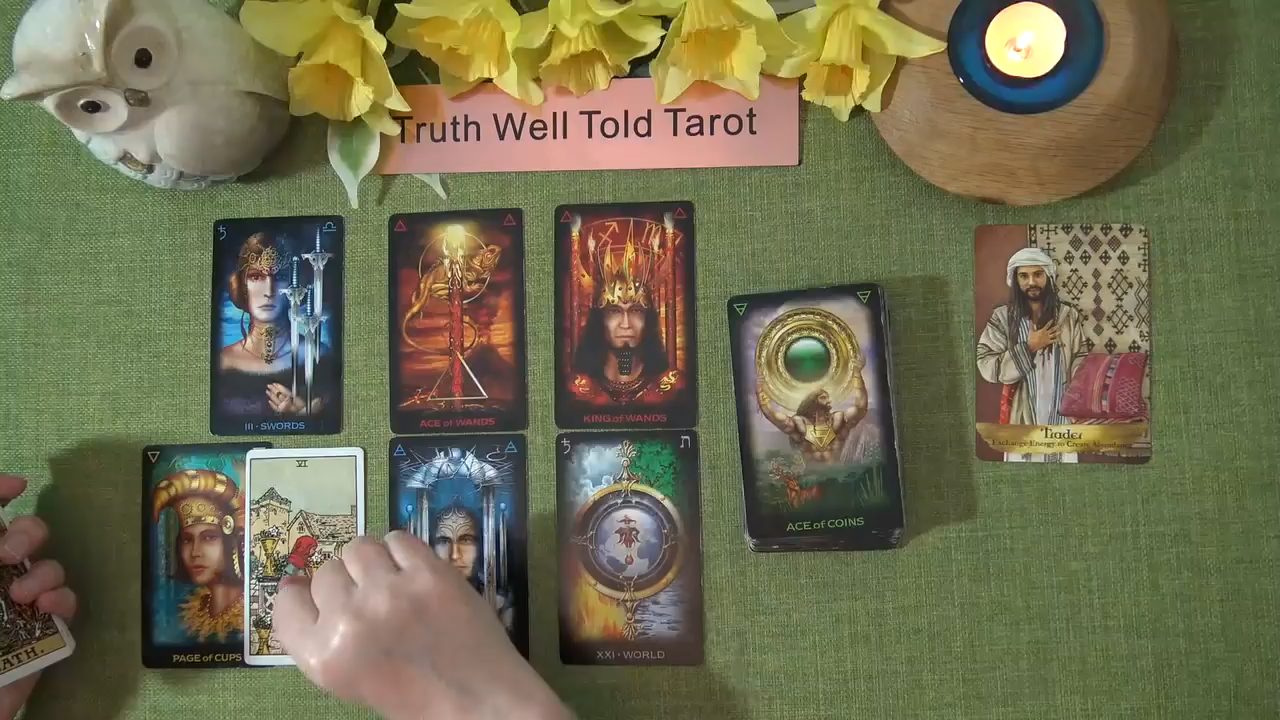 Truth Well Told Tarot
III · SWORDS
ACE of WANDS
KING of WANDS
ACE of COINS
Trader
Exchange Energy to Create Abundance
PAGE of CUPS
VI
XXI · WORLD
ATH.